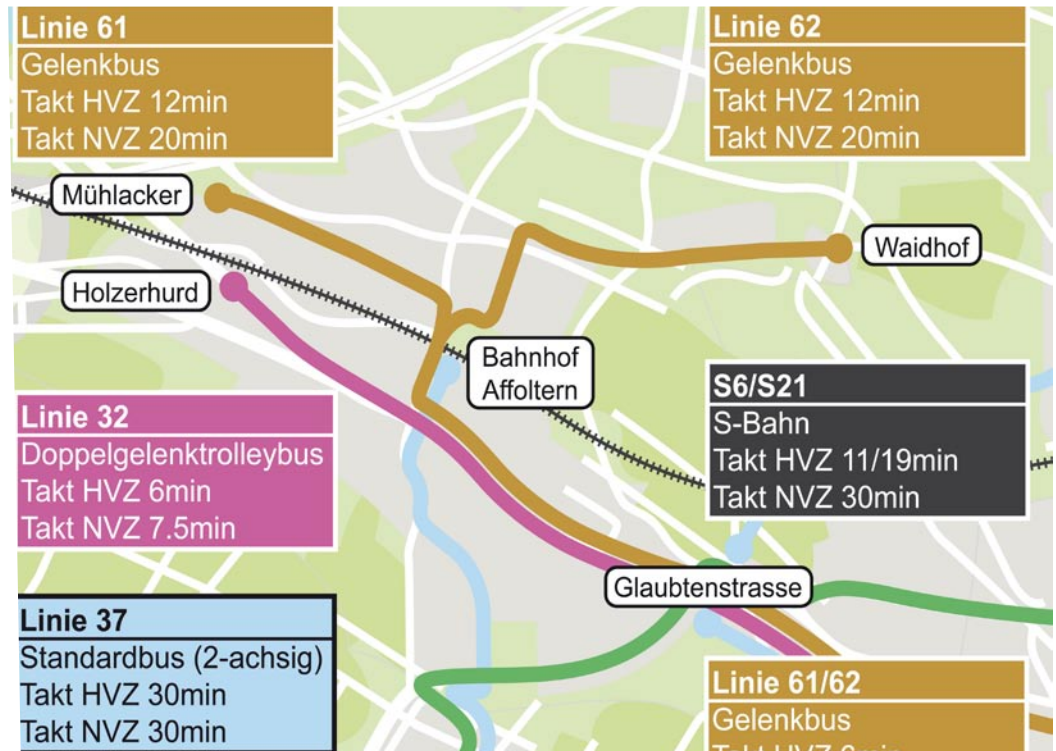 Linie 61
Gelenkbus
Takt HVZ 12min
Takt NVZ 20min
Linie 62
Gelenkbus
Takt HVZ 12min
Takt NVZ 20min
Mühlacker
Waidhof
Holzerhurd
Bahnhof
Affoltern
S6/S21
S-Bahn
Takt HVZ 11/19min
Takt NVZ 30min
Linie 32
Doppelgelenktrolleybus
Takt HVZ 6min
Takt NVZ 7.5min
Glaubtenstrasse
Linie 37
Standardbus (2-achsig)
Takt HVZ 30min
Takt NVZ 30min
Linie 61/62
Gelenkbus
Takt HVZ